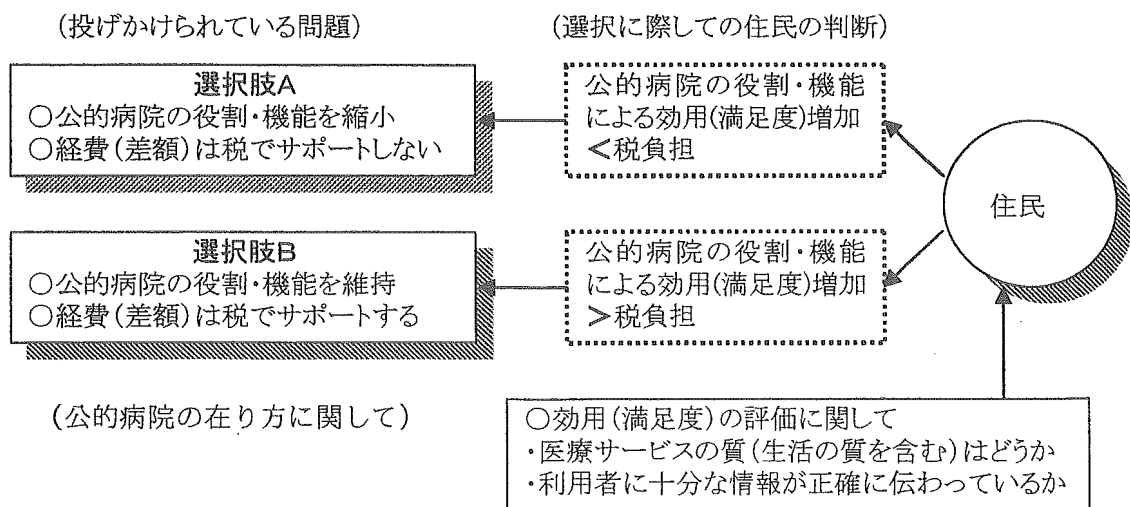 (投げかけられている問題)
(選択に際しての住民の判断)
選択肢A
○公的病院の役割・機能を縮小
○経費(差額)は税でサポートしない
公的病院の役割・機能
による効用(満足度)増加
<税負担
住民
選択肢B
○公的病院の役割・機能を維持
○経費(差額)は税でサポートする
公的病院の役割・機能
による効用(満足度)増加
>税負担
(公的病院の在り方に関して)
○効用(満足度)の評価に関して
・医療サービスの質(生活の質を含む)はどうか
・利用者に十分な情報が正確に伝わっているか